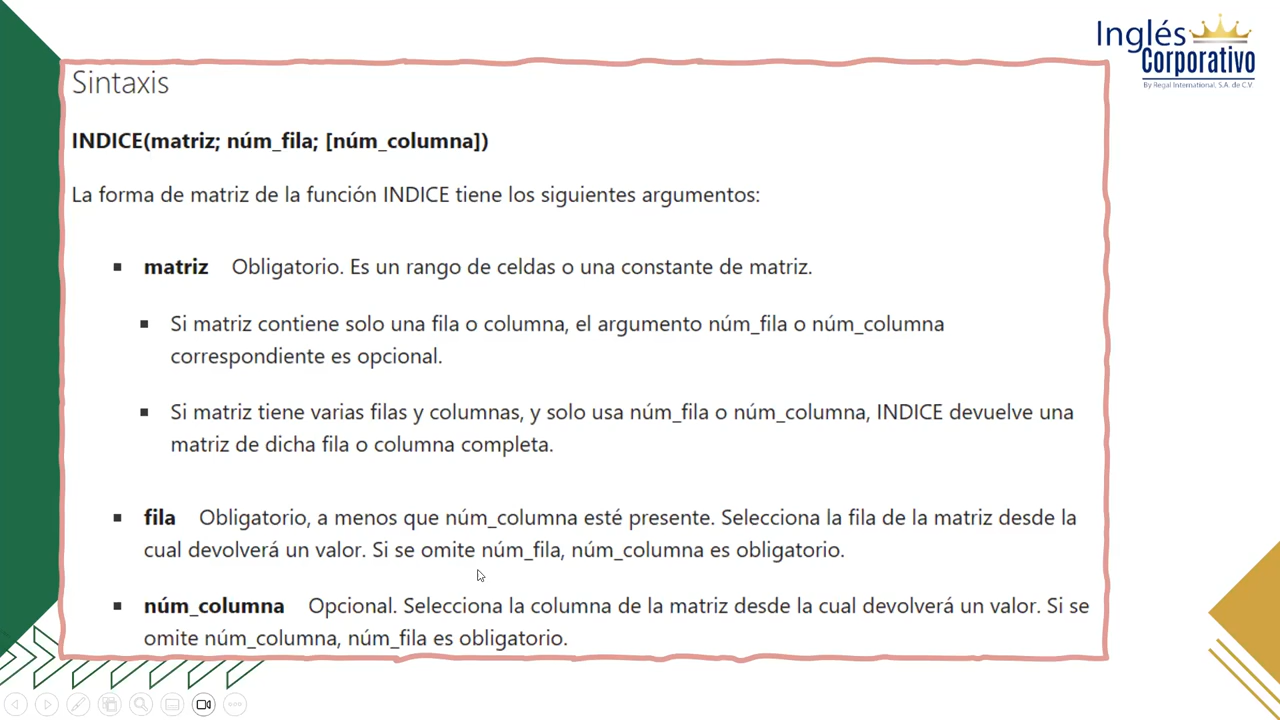 Inglés
Corporativo
By Regal International, S.A. de C.V.
Sintaxis
INDICE(matriz; núm_fila; [núm_columna])
La forma de matriz de la función INDICE tiene los siguientes argumentos:
▪ matriz Obligatorio. Es un rango de celdas o una constante de matriz.
▪ Si matriz contiene solo una fila o columna, el argumento núm_fila o núm_columna
correspondiente es opcional.
▪ Si matriz tiene varias filas y columnas, y solo usa núm_fila o núm_columna, INDICE devuelve una
matriz de dicha fila o columna completa.
▪ fila Obligatorio, a menos que núm_columna esté presente. Selecciona la fila de la matriz desde la
cual devolverá un valor. Si se omite núm_fila, núm_columna es obligatorio.
▪ núm_columna Opcional. Selecciona la columna de la matriz desde la cual devolverá un valor. Si se
omite núm_columna, núm_fila es obligatorio.